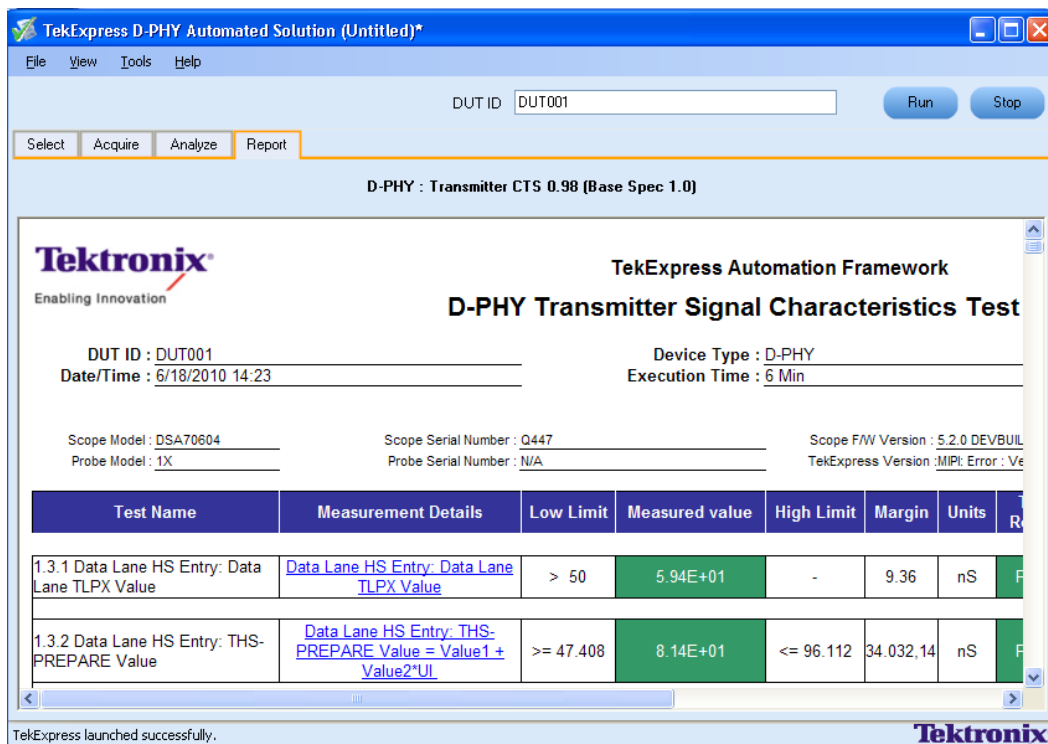 TekExpress D-PHY Automated Solution (Untitled)*
File View Tools Help
DUT ID DUT001 Run Stop
Select Acquire Analyze Report
D-PHY : Transmitter CTS 0.98 (Base Spec 1.0)
Tektronix
Enabling Innovation
TekExpress Automation Framework
D-PHY Transmitter Signal Characteristics Test
DUT ID : DUT001 Device Type : D-PHY
Date/Time : 6/18/2010 14:23 Execution Time : 6 Min
Scope Model : DSA70604 Scope Serial Number : Q447 Scope F/W Version : 5.2.0 DEVBUIL
Probe Model : 1X Probe Serial Number : N/A TekExpress Version :MIPI: Error : Ve
Test Name Measurement Details Low Limit Measured value High Limit Margin Units
1.3.1 Data Lane HS Entry: Data Lane TLPX Value
Data Lane HS Entry: Data Lane TLPX Value
> 50 5.94E+01 - 9.36 nS
1.3.2 Data Lane HS Entry: THS-PREPARE Value
Data Lane HS Entry: THS-PREPARE Value = Value1 + Value2*UI
>= 47.408 8.14E+01 <= 96.112 34.032,14 nS
TekExpress launched successfully. Tektronix